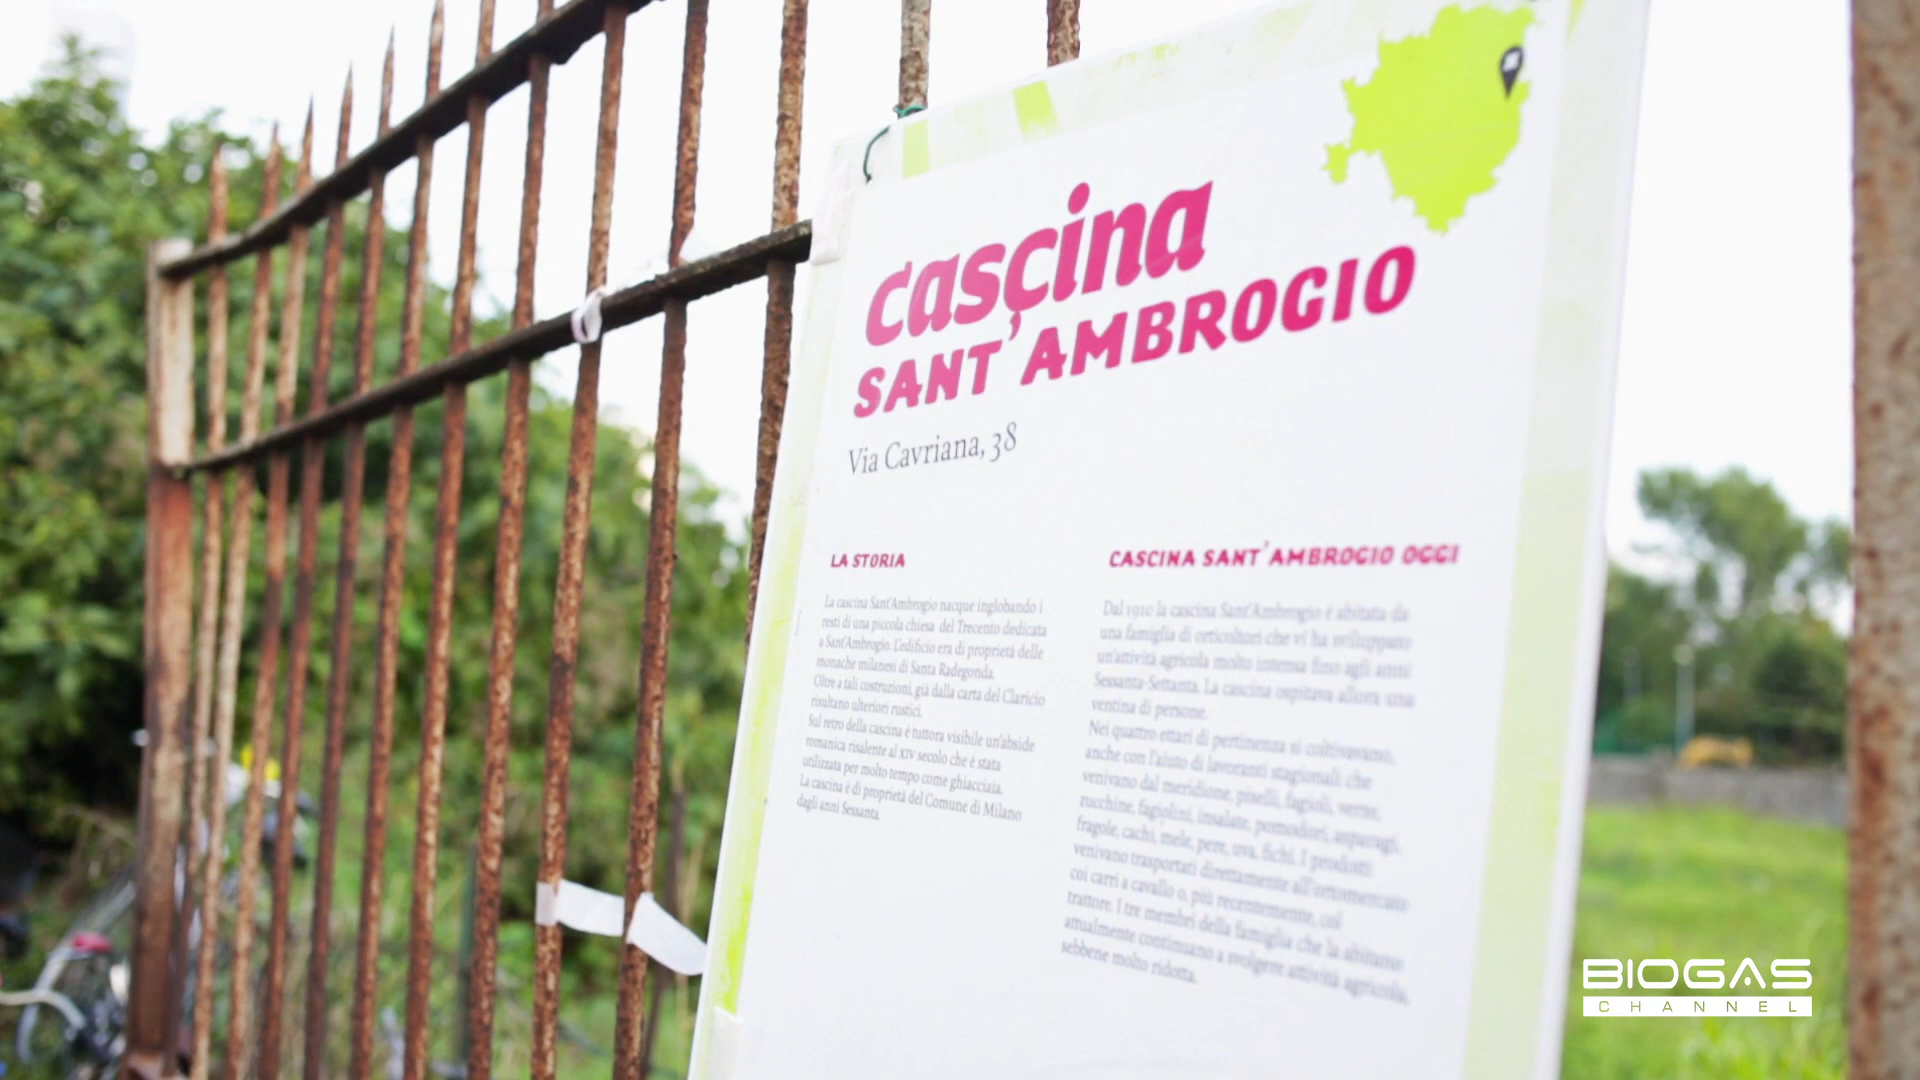 cascina
SANT'AMBROGIO
Via Cavriana, 38
LA STORIA
La cascina Sant'Ambrogio nacque inglobando i
resti di una piccola chiesa del Trecento dedicata
a Sant'Ambrogio. L'edificio era di proprietà delle
monache milanesi di Santa Radegonda.
Oltre a tali costruzioni, già dalla carta del Claricio
risultano ulteriori rustici.
Sul retro della cascina è tuttora visibile un'abside
romanica risalente al XIV secolo che è stata
utilizzata per molto tempo come ghiacciaia.
La cascina è di proprietà del Comune di Milano
dagli anni Sessanta.
CASCINA SANT'AMBROGIO OGGI
Dal 1910 la cascina Sant'Ambrogio è abitata da
una famiglia di orticoltori che vi ha sviluppato
un'attività agricola molto intensa fino agli anni
Sessanta-Settanta. La cascina ospitava allora una
ventina di persone.
Nei quattro ettari di pertinenza si coltivavano,
anche con l'aiuto di lavoranti stagionali che
venivano dal meridione, piselli, fagioli, verze,
zucchine, fagiolini, insalate, pomodori, asparagi,
fragole, cachi, mele, pere, uva, fichi. I prodotti
venivano trasportati direttamente all'ortomercato
coi carri a cavallo o, più recentemente, col
trattore. I tre membri della famiglia che la abitano
attualmente continuano a svolgere attività agricola,
sebbene molto ridotta.
BIOGAS
CHANNEL